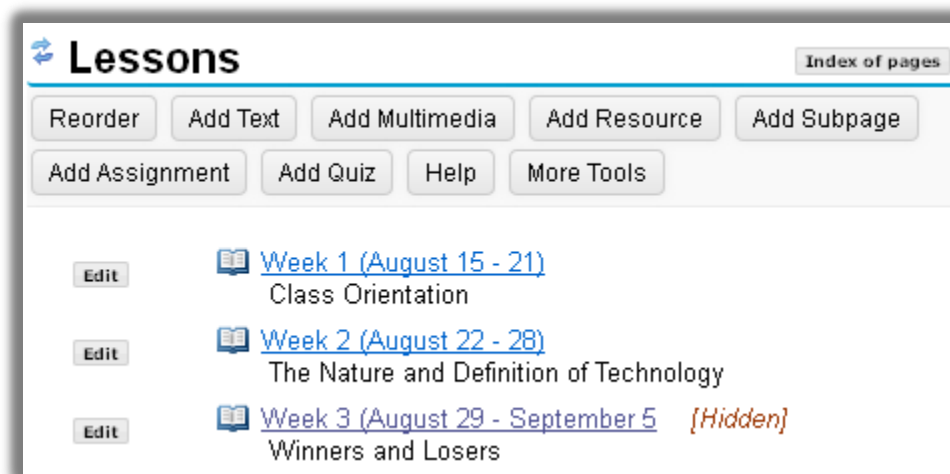 Lessons
Index of pages
Reorder Add Text Add Multimedia Add Resource Add Subpage
Add Assignment Add Quiz Help More Tools
Edit Week 1 (August 15 - 21)
Class Orientation
Edit Week 2 (August 22 - 28)
The Nature and Definition of Technology
Edit Week 3 (August 29 - September 5 [Hidden]
Winners and Losers